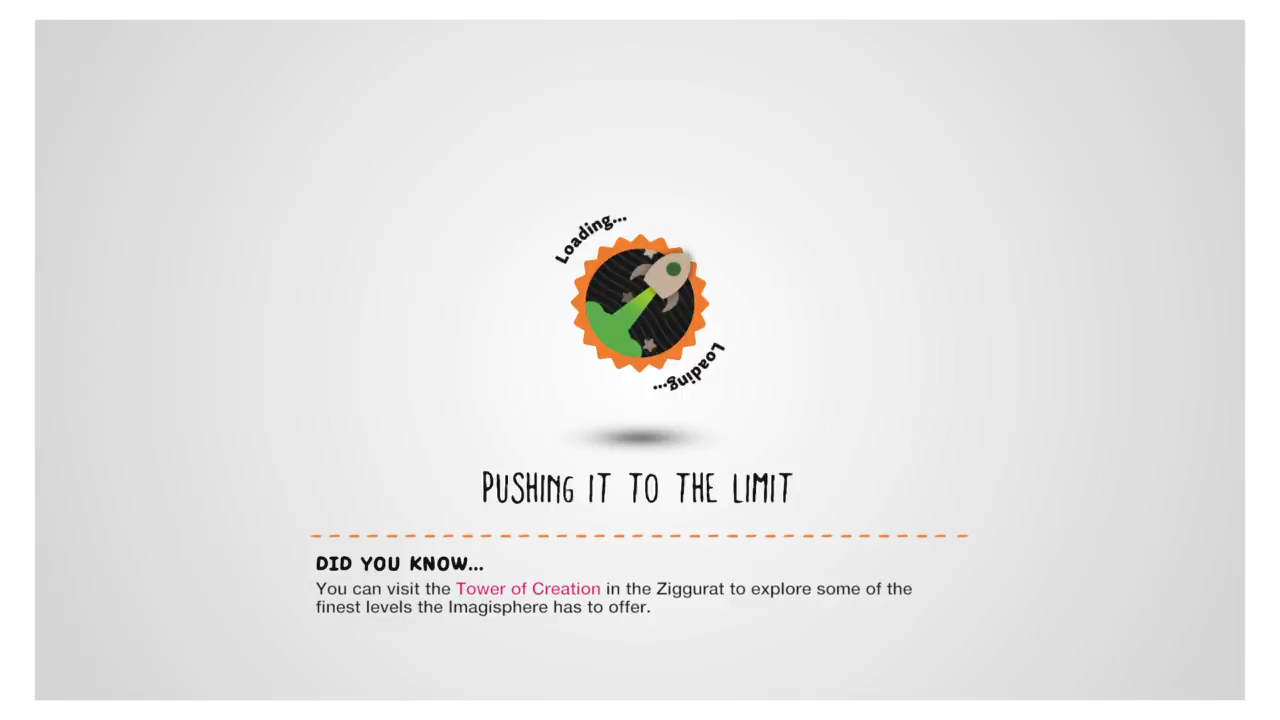 Loading...
Loading...
PUSHING IT TO THE LIMIT
DID YOU KNOW...
You can visit the Tower of Creation in the Ziggurat to explore some of the
finest levels the Imagisphere has to offer.